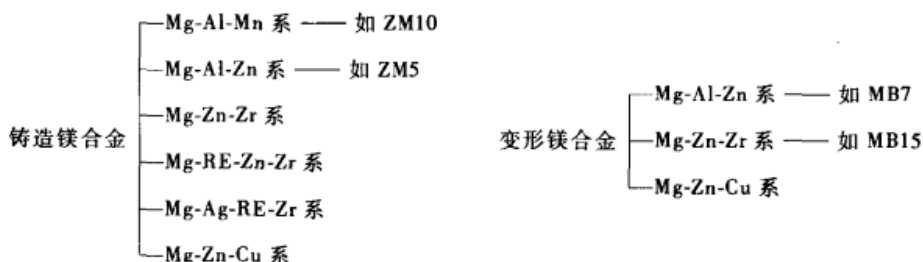 铸造镁合金
Mg-Al-Mn 系 —— 如 ZM10
Mg-Al-Zn 系 —— 如 ZM5
Mg-Zn-Zr 系
Mg-RE-Zn-Zr 系
Mg-Ag-RE-Zr 系
Mg-Zn-Cu 系
变形镁合金
Mg-Al-Zn 系 —— 如 MB7
Mg-Zn-Zr 系 —— 如 MB15
Mg-Zn-Cu 系